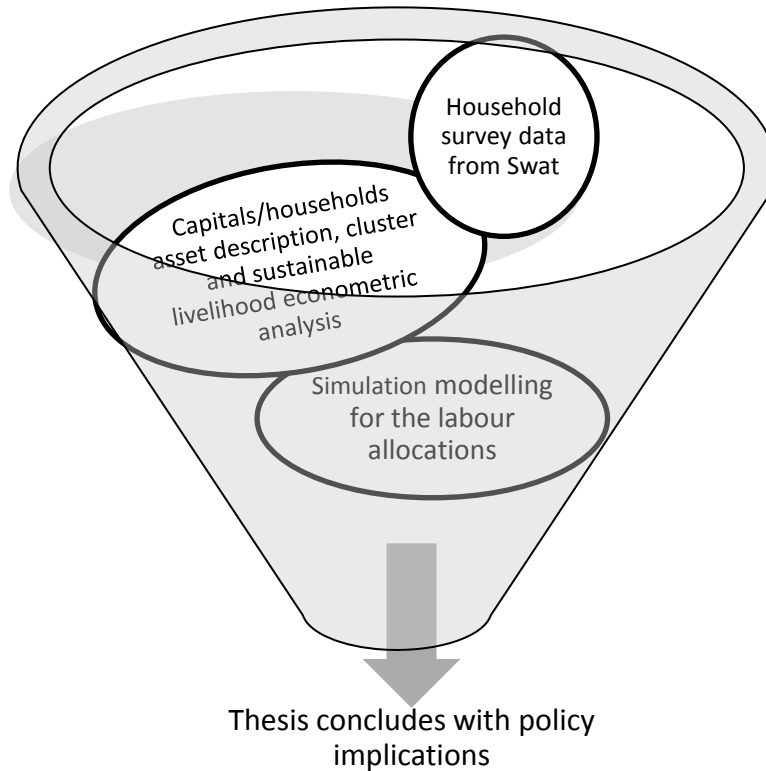 Household
survey data
from Swat
Capitals/households
asset description, cluster
and sustainable
livelihood econometric
analysis
Simulation modelling
for the labour
allocations
Thesis concludes with policy
implications